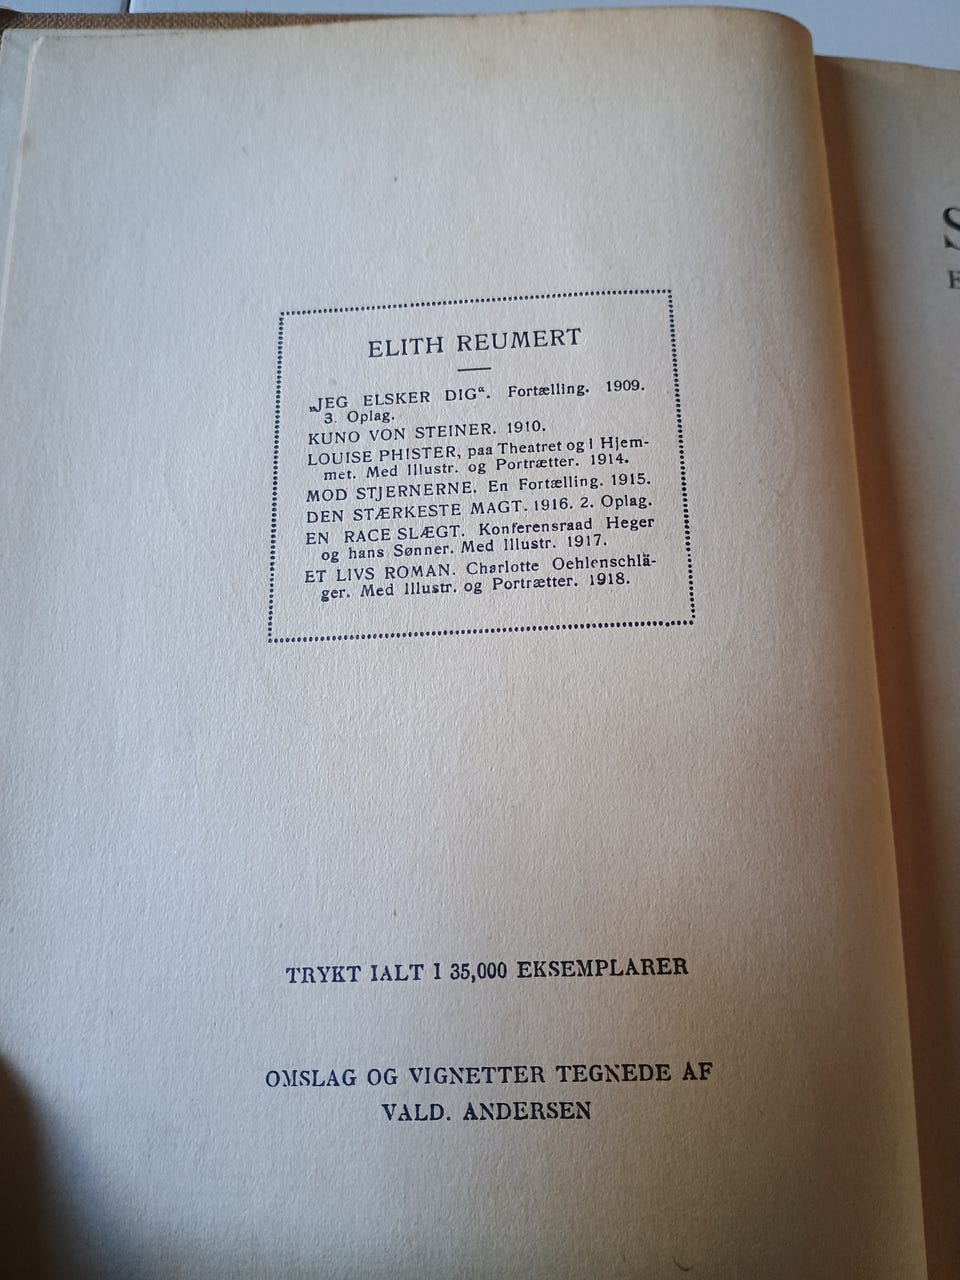 ELITH REUMERT
„JEG ELSKER DIG“. Fortælling. 1909.
3. Oplag.
KUNO VON STEINER. 1910.
LOUISE PHISTER, paa Theatret og i Hjem-
met. Med Illustr. og Portrætter. 1914.
MOD STJERNERNE. En Fortælling. 1915.
DEN STÆRKESTE MAGT. 1916. 2. Oplag.
EN RACE SLÆGT. Konferensraad Heger
og hans Sønner. Med Illustr. 1917.
ET LIVS ROMAN. Charlotte Oehlenschlä-
ger. Med Illustr. og Portrætter. 1918.
TRYKT IALT I 35,000 EKSEMPLARER
OMSLAG OG VIGNETTER TEGNEDE AF
VALD. ANDERSEN